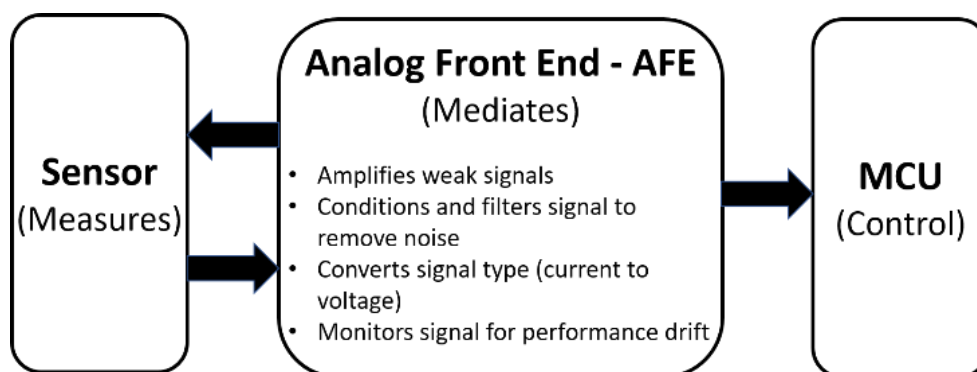 Sensor
(Measures)
Analog Front End - AFE
(Mediates)
• Amplifies weak signals
• Conditions and filters signal to
remove noise
• Converts signal type (current to
voltage)
• Monitors signal for performance drift
MCU
(Control)